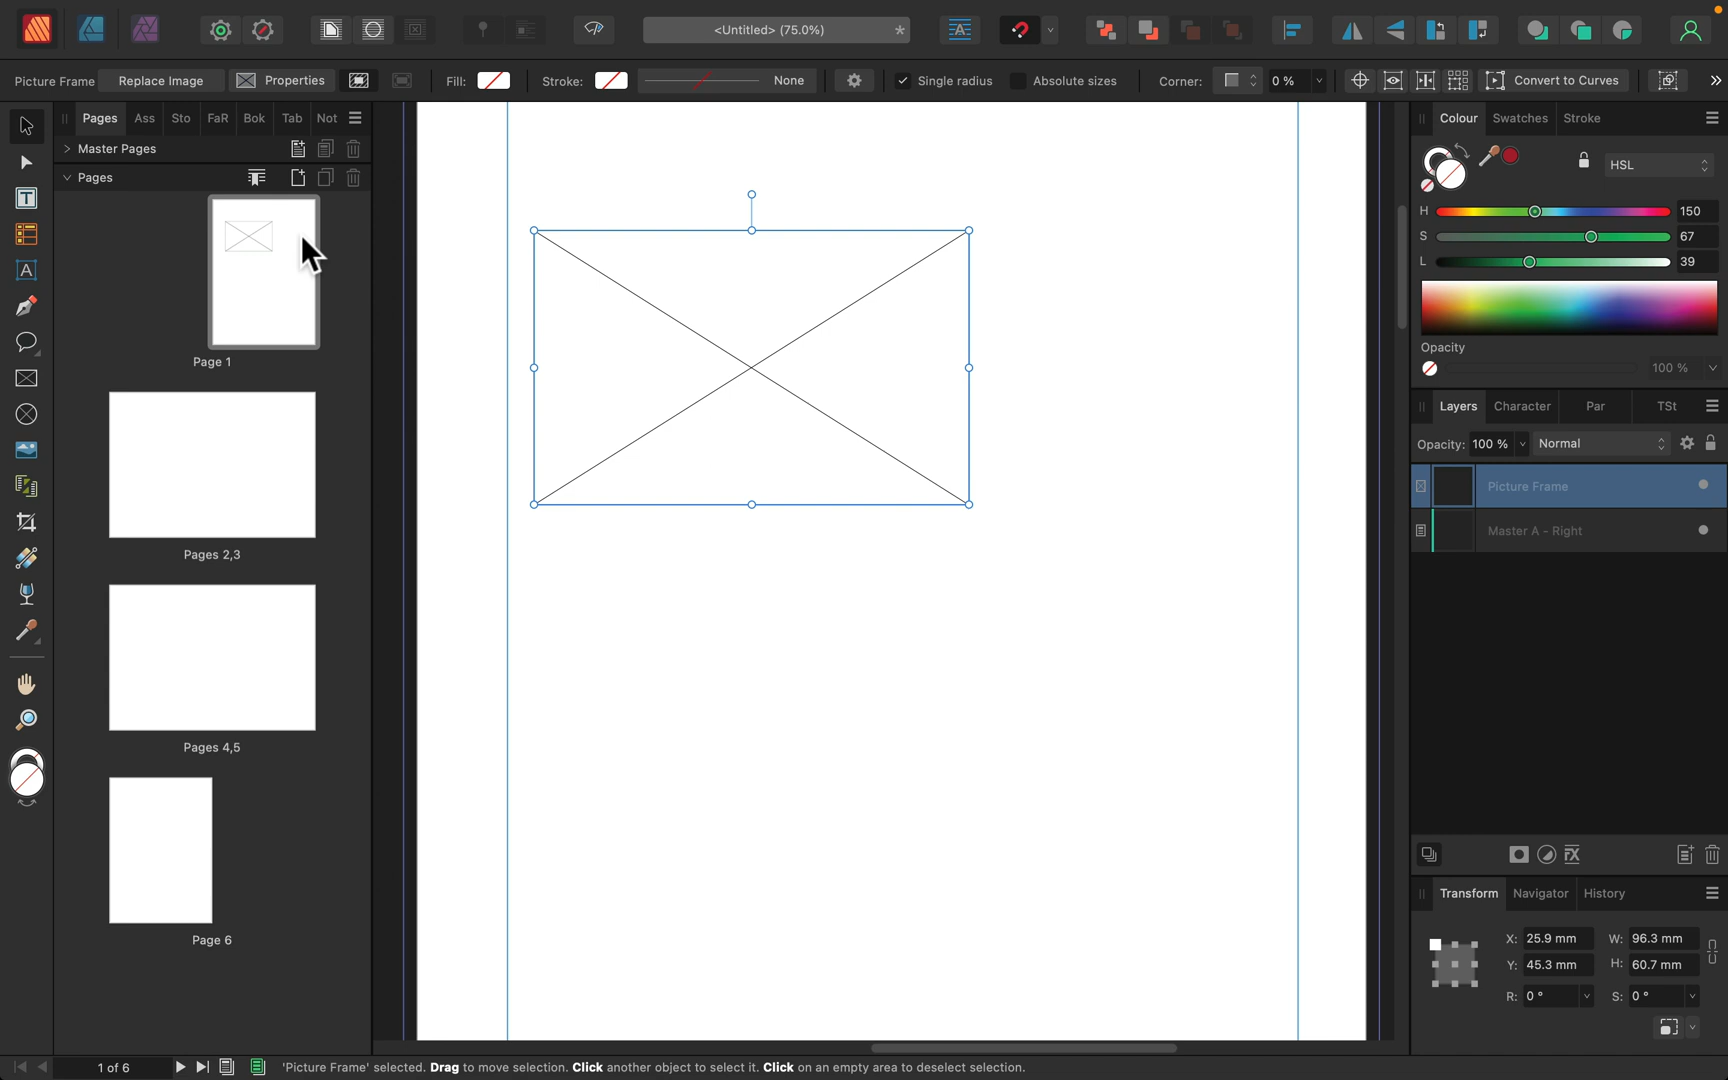 <Untitled> (75.0%)
*
Picture Frame
Replace Image
Properties
Fill:
Stroke:
None
Single radius
Absolute sizes
Corner:
0 %
Convert to Curves
Pages
Ass
Sto
FaR
Bok
Tab
Not
Master Pages
Pages
Page 1
Pages 2,3
Pages 4,5
Page 6
Colour
Swatches
Stroke
HSL
H
150
S
67
L
39
Opacity
100 %
Layers
Character
Par
TSt
Opacity:
100 %
Normal
Picture Frame
Master A - Right
Transform
Navigator
History
X: 25.9 mm
W: 96.3 mm
Y: 45.3 mm
H: 60.7 mm
R: 0 °
S: 0 °
1 of 6
'Picture Frame' selected. Drag to move selection. Click another object to select it. Click on an empty area to deselect selection.